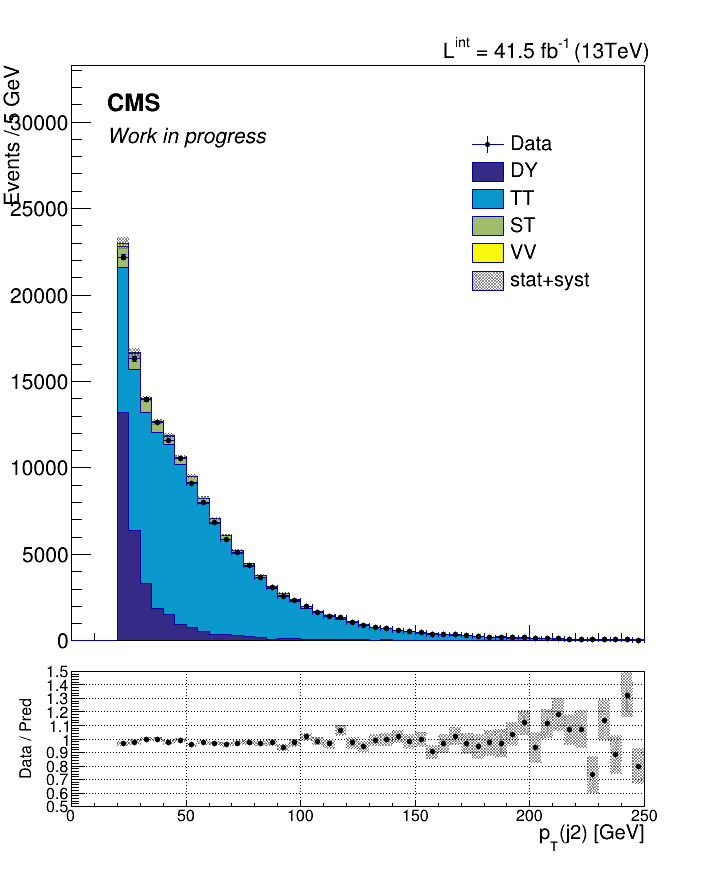 L^int = 41.5 fb^-1 (13TeV)
Events / 5 GeV
CMS
Work in progress
Data
DY
TT
ST
VV
stat+syst
30000
25000
20000
15000
10000
5000
0
Data / Pred
1.5
1.4
1.3
1.2
1.1
1
0.9
0.8
0.7
0.6
0.5
0 50 100 150 200 250
p_T(j2) [GeV]